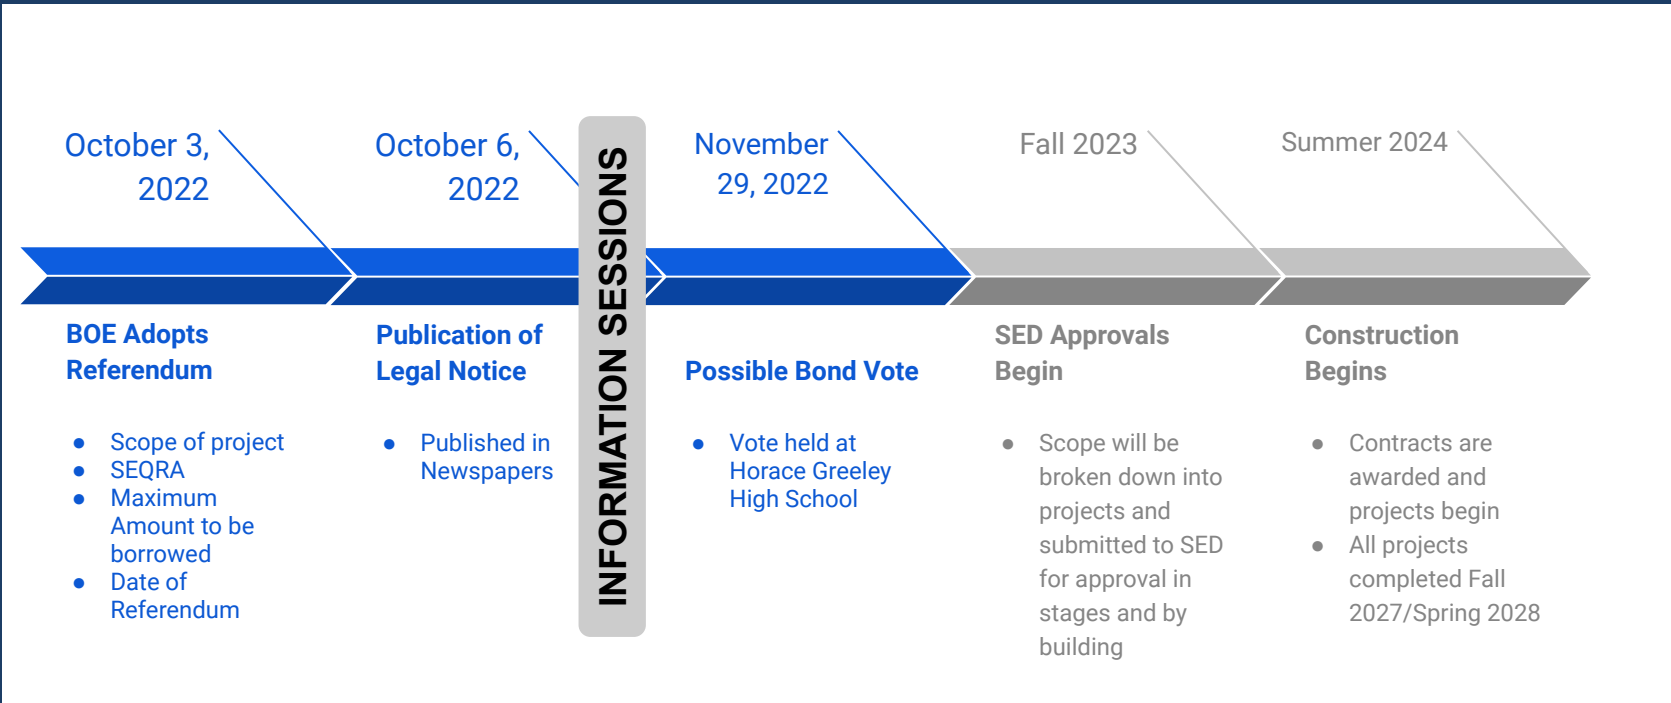 October 3,
2022
BOE Adopts
Referendum
● Scope of project
● SEQRA
● Maximum
Amount to be
borrowed
● Date of
Referendum
October 6,
2022
Publication of
Legal Notice
● Published in
Newspapers
INFORMATION SESSIONS
November
29, 2022
Possible Bond Vote
● Vote held at
Horace Greeley
High School
Fall 2023
SED Approvals
Begin
● Scope will be
broken down into
projects and
submitted to SED
for approval in
stages and by
building
Summer 2024
Construction
Begins
● Contracts are
awarded and
projects begin
● All projects
completed Fall
2027/Spring 2028